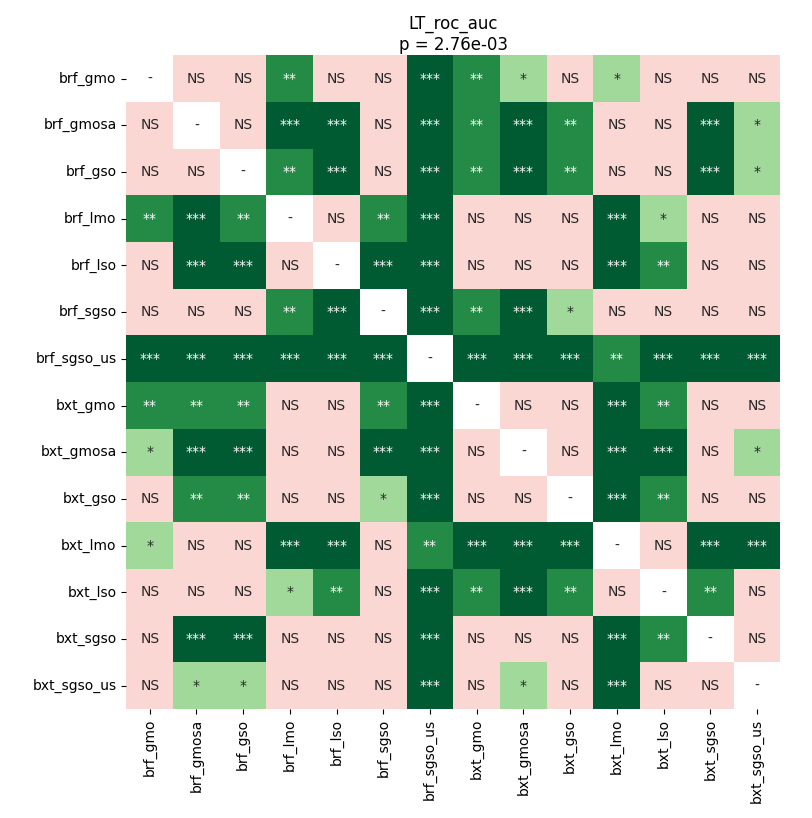 LT_roc_auc
p = 2.76e-03
brf_gmo - NS NS ** NS NS *** ** * NS * NS NS NS
brf_gmosa NS - NS *** *** NS *** ** *** ** NS NS *** *
brf_gso NS NS - ** *** NS *** ** *** ** NS NS *** *
brf_lmo ** *** ** - NS ** *** NS NS NS *** * NS NS
brf_lso NS *** *** NS - *** *** NS NS NS *** ** NS NS
brf_sgso NS NS NS ** *** - *** ** *** * NS NS NS NS
brf_sgso_us *** *** *** *** *** *** - *** *** *** ** *** *** ***
bxt_gmo ** ** ** NS NS ** *** - NS NS *** ** NS NS
bxt_gmosa * *** *** NS NS *** *** NS - NS *** *** NS *
bxt_gso NS ** ** NS NS * *** NS NS - *** ** NS NS
bxt_lmo * NS NS *** *** NS ** *** *** *** - NS *** ***
bxt_lso NS NS NS * ** NS *** ** *** ** NS - ** NS
bxt_sgso NS *** *** NS NS NS *** NS NS NS *** ** - NS
bxt_sgso_us NS * * NS NS NS *** NS * NS *** NS NS -
brf_gmo brf_gmosa brf_gso brf_lmo brf_lso brf_sgso brf_sgso_us bxt_gmo bxt_gmosa bxt_gso bxt_lmo bxt_lso bxt_sgso bxt_sgso_us